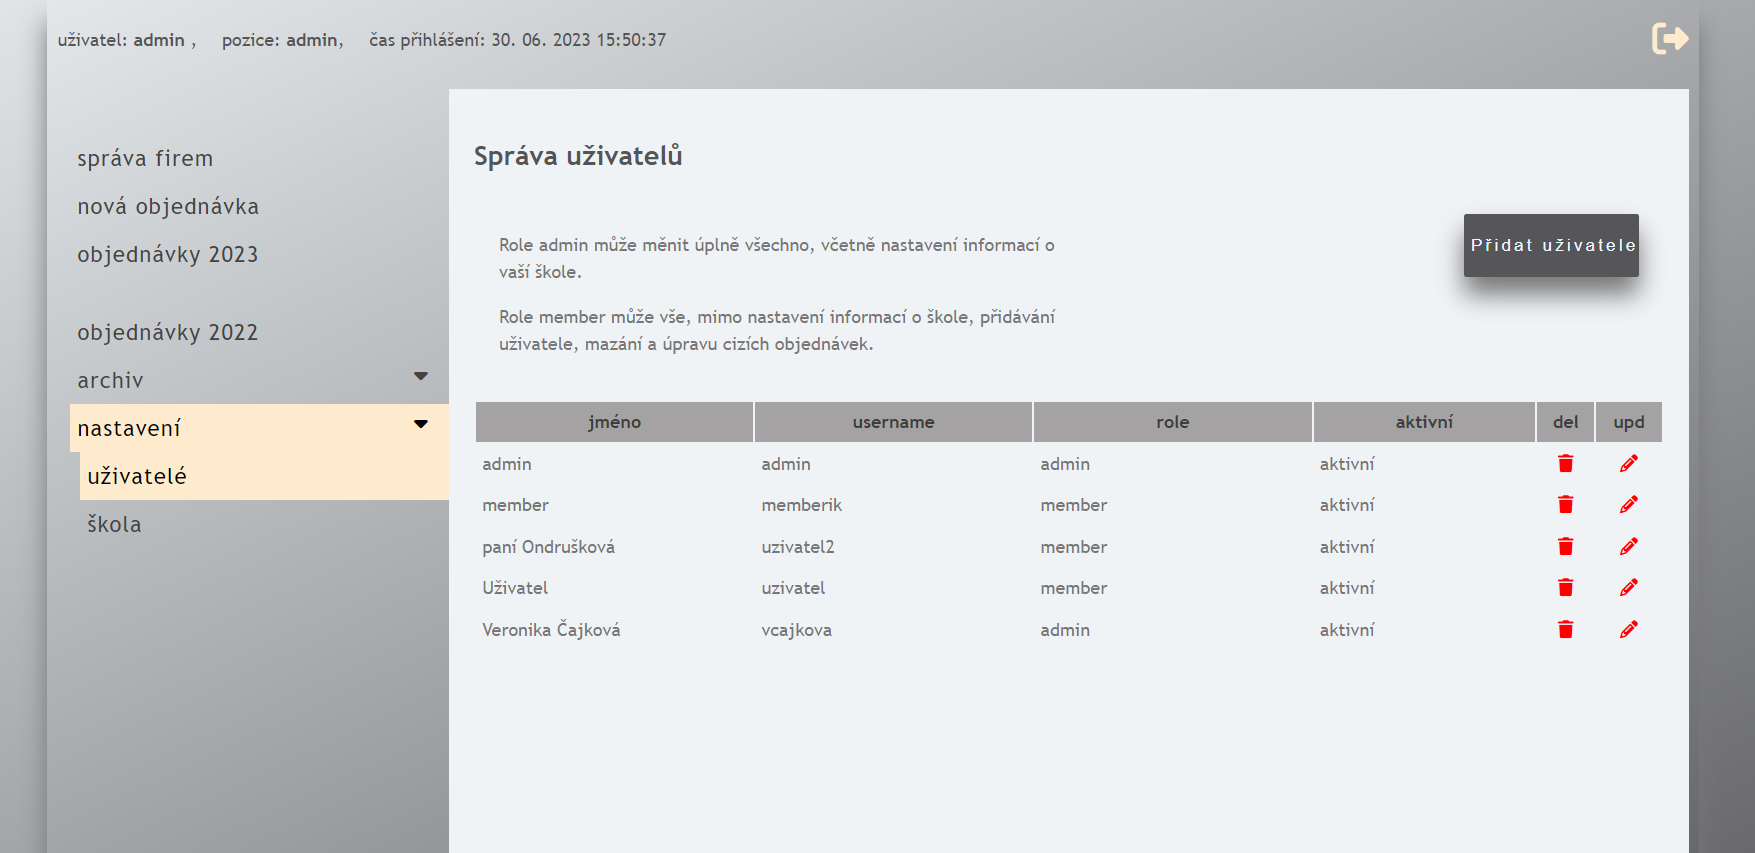 uživatel: admin , pozice: admin, čas přihlášení: 30. 06. 2023 15:50:37
správa firem
nová objednávka
objednávky 2023
objednávky 2022
archiv
nastavení
uživatelé
škola
Správa uživatelů
Role admin může měnit úplně všechno, včetně nastavení informací o
vaší škole.
Role member může vše, mimo nastavení informací o škole, přidávání
uživatele, mazání a úpravu cizích objednávek.
Přidat uživatele
jméno username role aktivní del upd
admin admin admin aktivní
member memberik member aktivní
paní Ondrušková uzivatel2 member aktivní
Uživatel uzivatel member aktivní
Veronika Čajková vcajkova admin aktivní